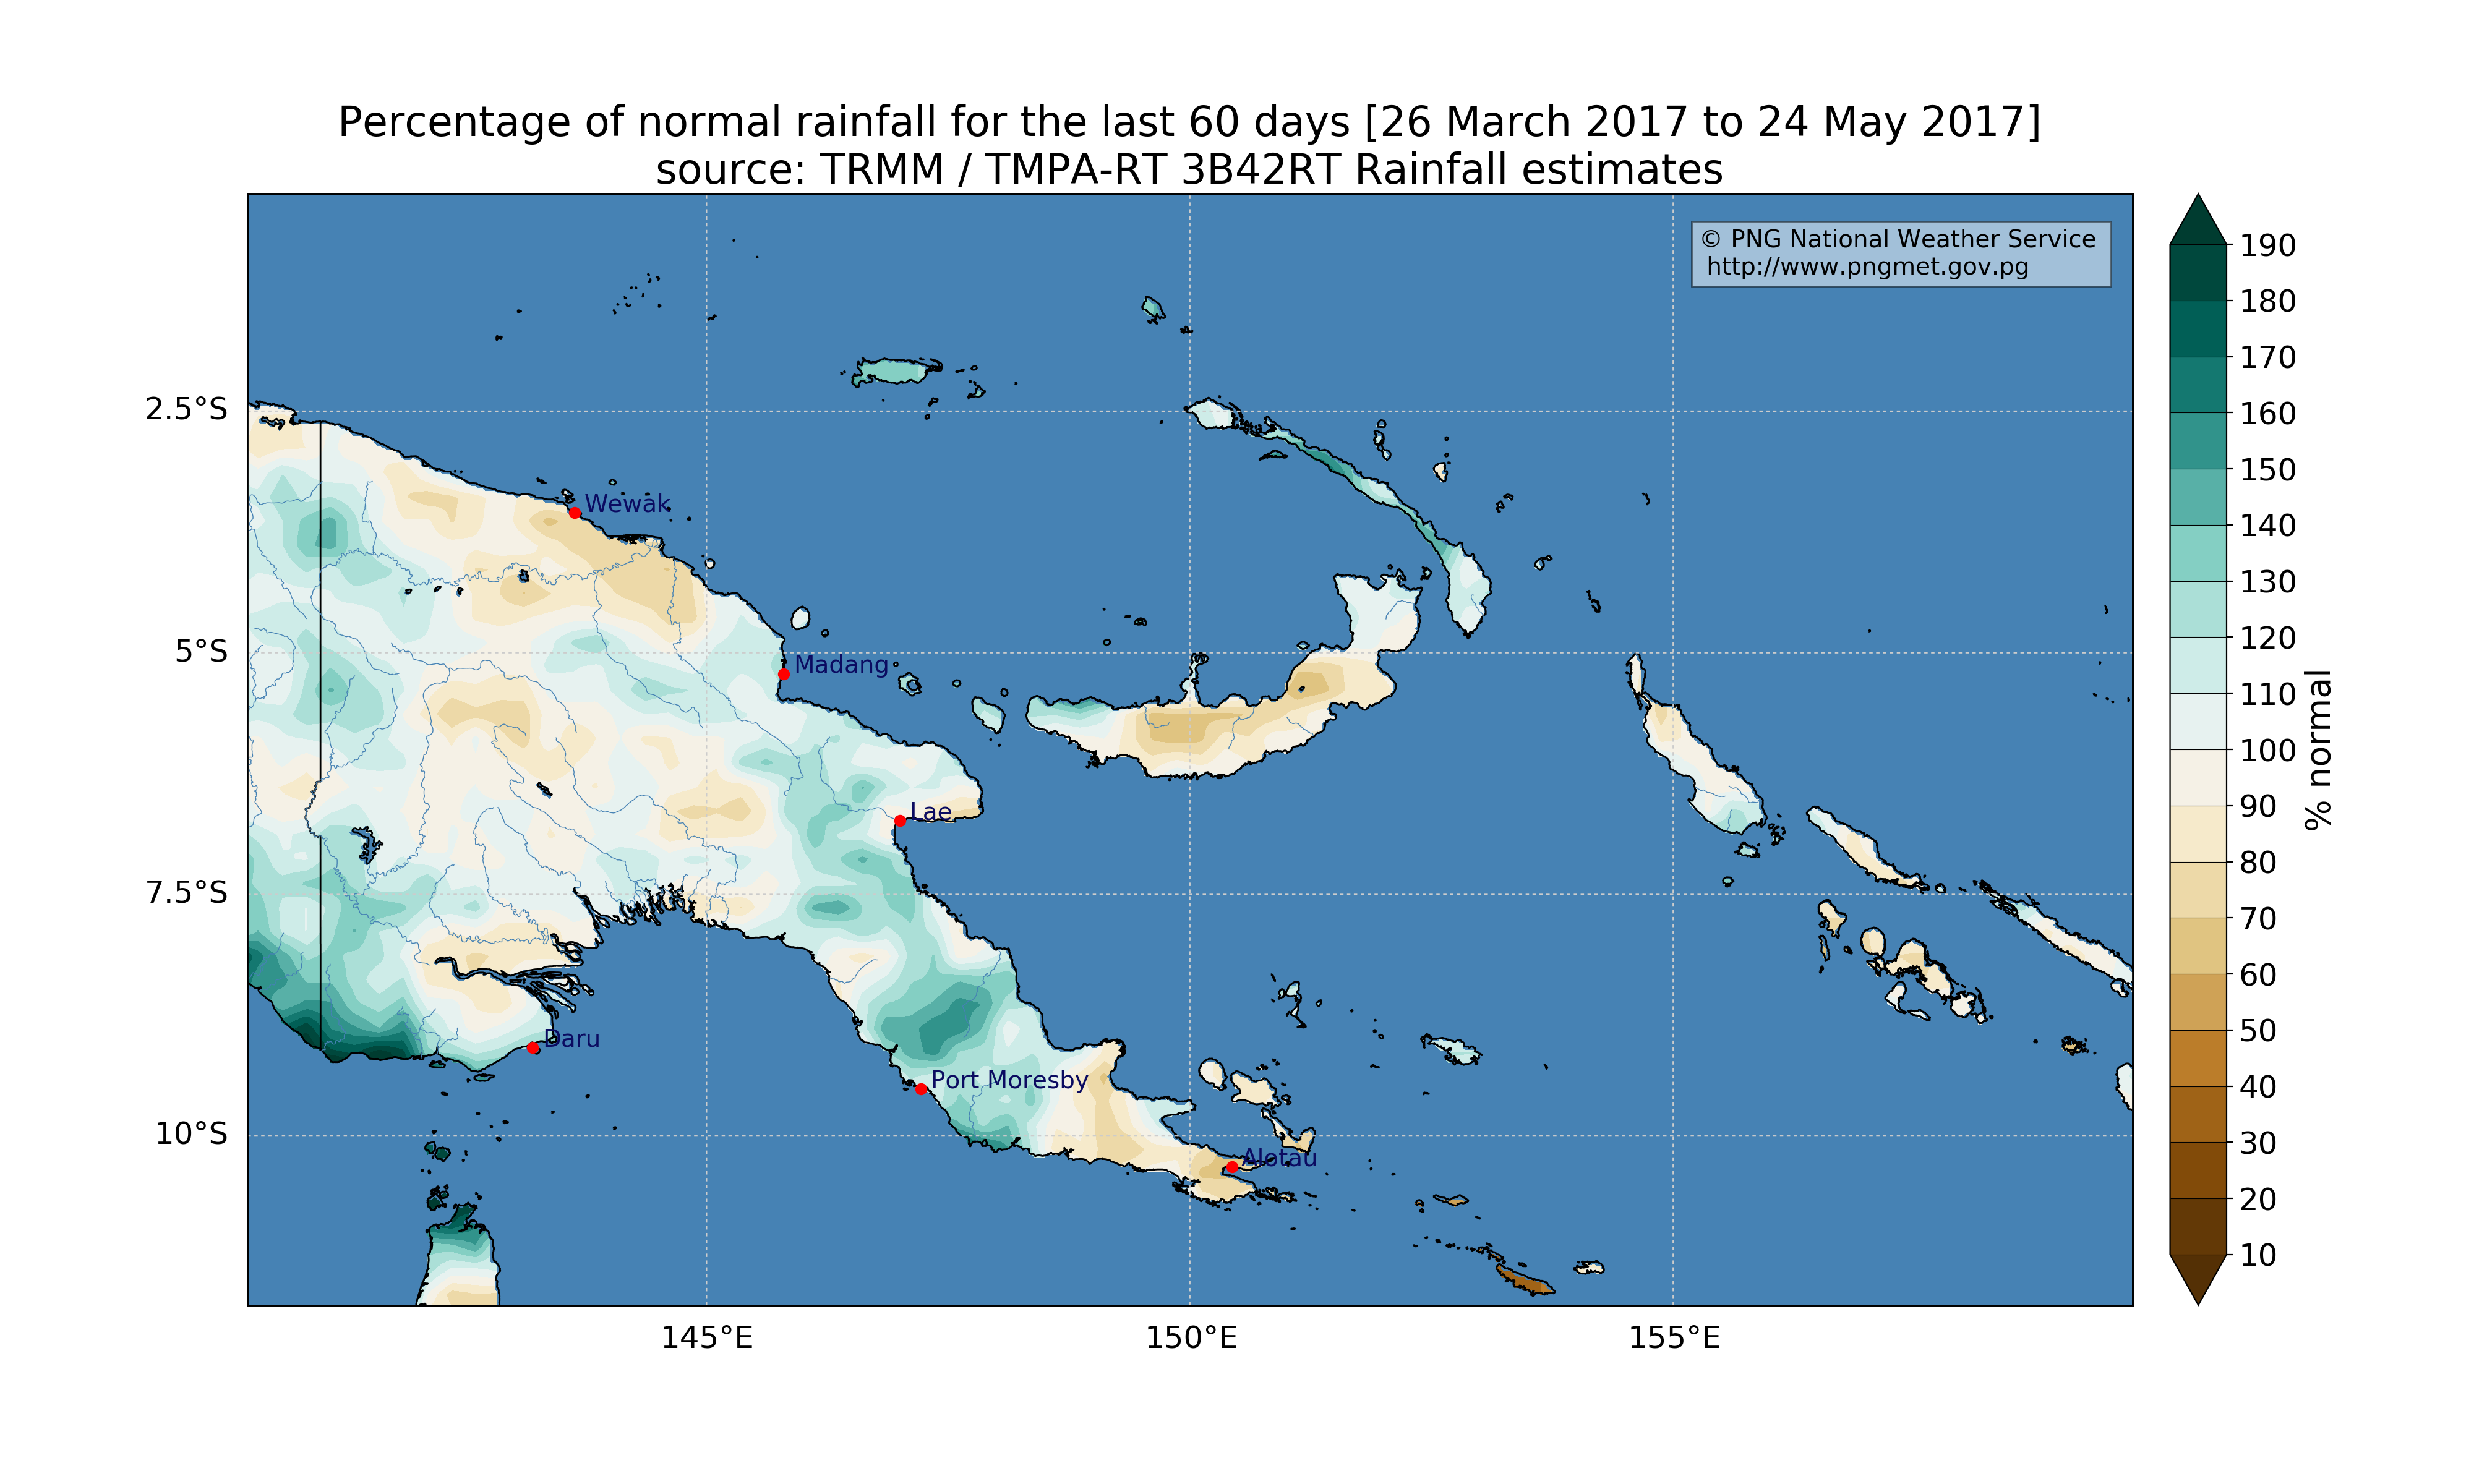 Percentage of normal rainfall for the last 60 days [26 March 2017 to 24 May 2017]
source: TRMM / TMPA-RT 3B42RT Rainfall estimates
© PNG National Weather Service
http://www.pngmet.gov.pg
2.5°S
5°S
7.5°S
10°S
Wewak
Madang
Lae
Daru
Port Moresby
Alotau
145°E
150°E
155°E
190
180
170
160
150
140
130
120
110
100
90
80
70
60
50
40
30
20
10
% normal